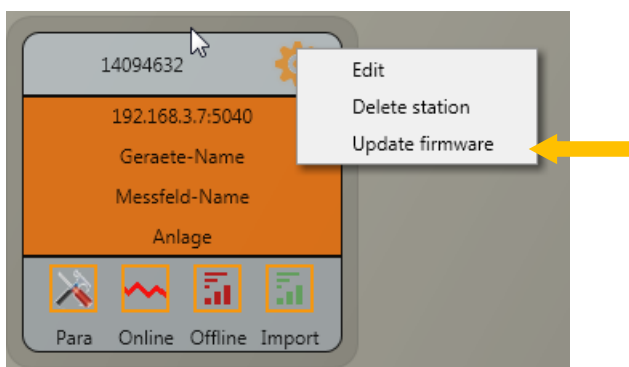 14094632
Edit
Delete station
Update firmware
192.168.3.7:5040
Geraete-Name
Messfeld-Name
Anlage
Para Online Offline Import